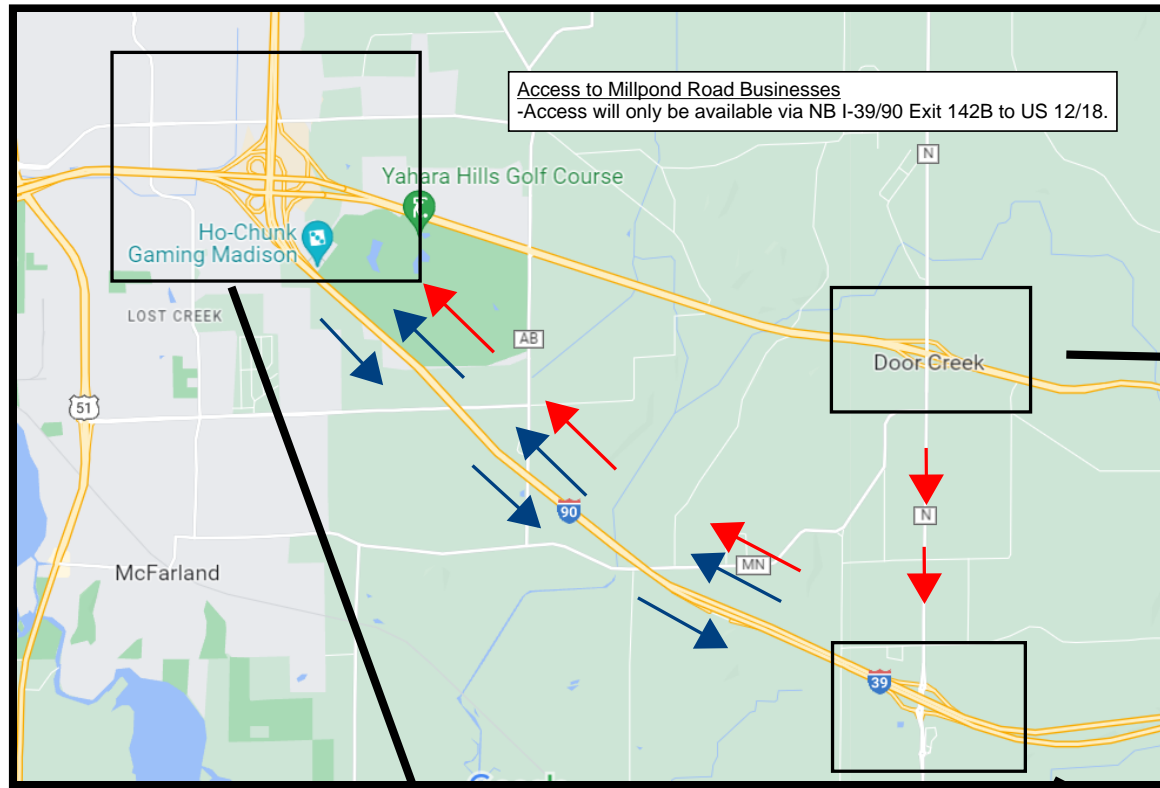 Access to Millpond Road Businesses
-Access will only be available via NB I-39/90 Exit 142B to US 12/18.
N
Yahara Hills Golf Course
Ho-Chunk
Gaming Madison
LOST CREEK
AB
Door Creek
51
90
N
McFarland
MN
39